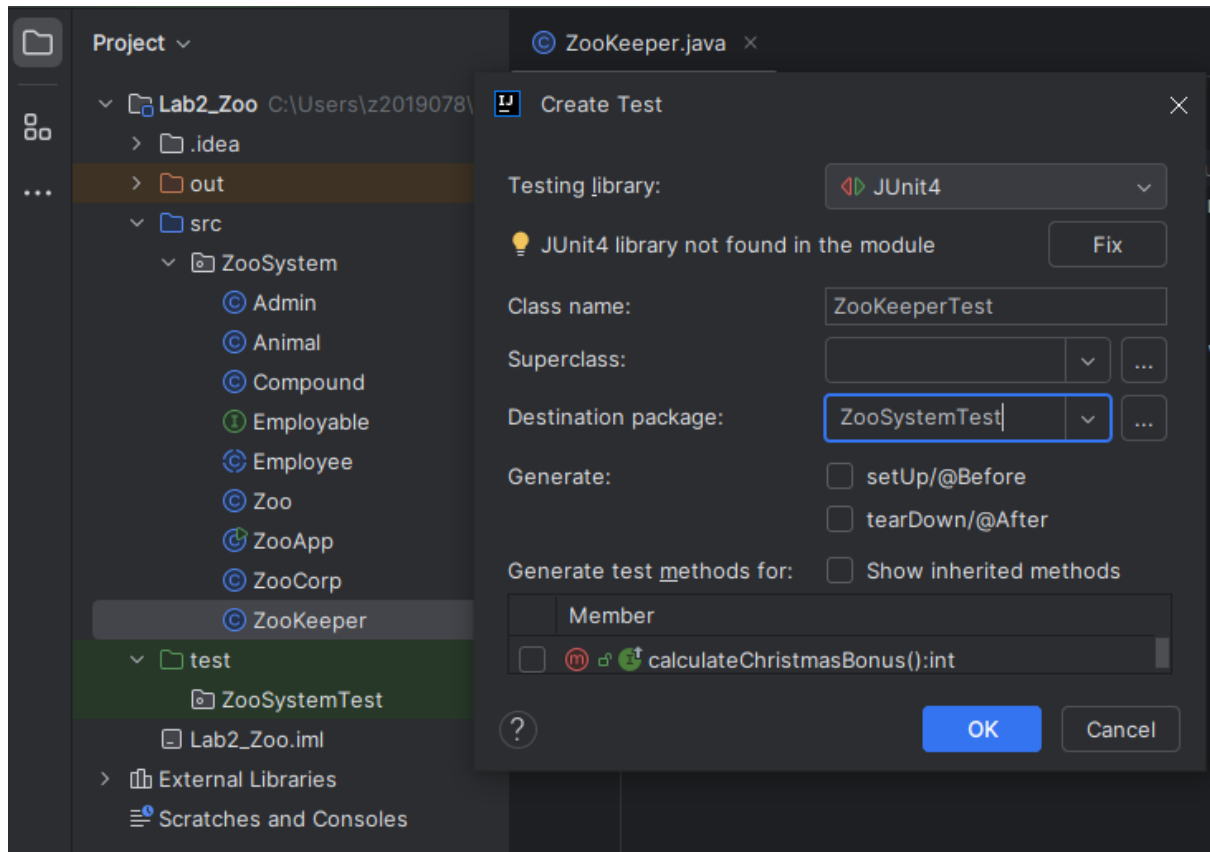 Project
ZooKeeper.java
Lab2_Zoo C:\Users\z2019078\
.idea
out
src
ZooSystem
Admin
Animal
Compound
Employable
Employee
Zoo
ZooApp
ZooCorp
ZooKeeper
test
ZooSystemTest
Lab2_Zoo.iml
External Libraries
Scratches and Consoles
Create Test
Testing library:
JUnit4
JUnit4 library not found in the module
Fix
Class name:
ZooKeeperTest
Superclass:
...
Destination package:
ZooSystemTest
...
Generate:
setUp/@Before
tearDown/@After
Generate test methods for:
Show inherited methods
Member
calculateChristmasBonus():int
?
OK
Cancel